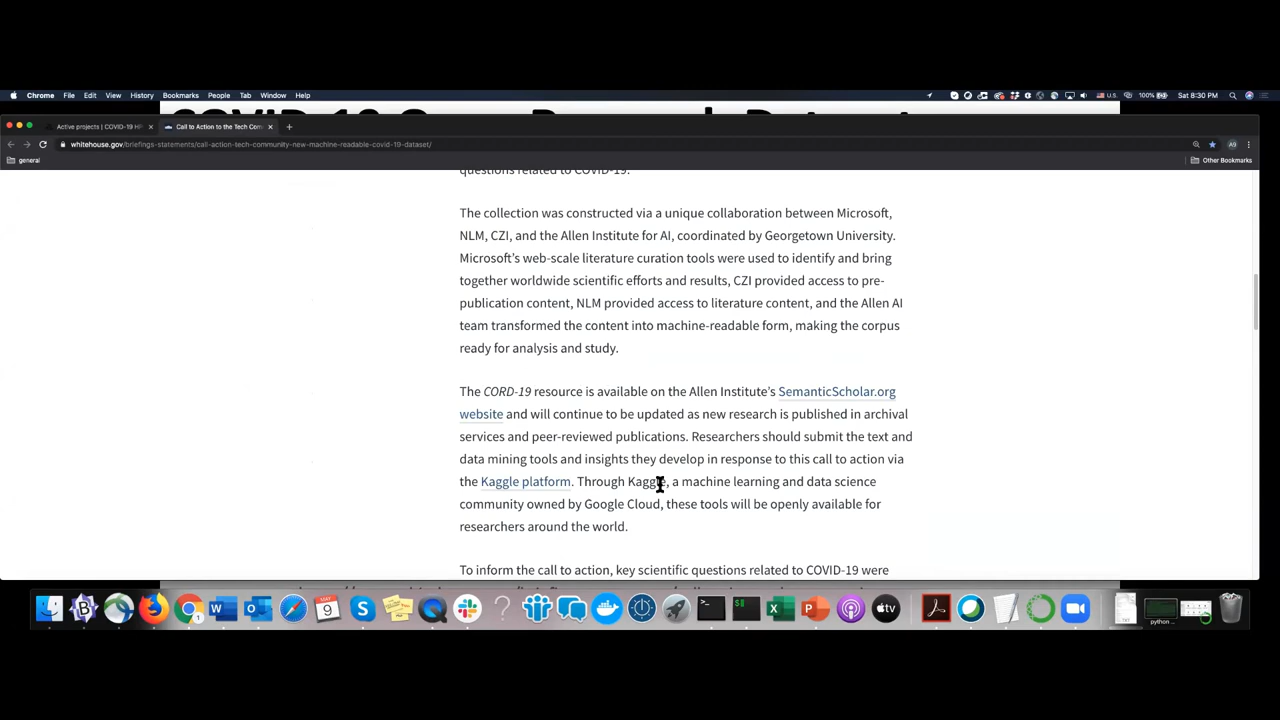 Chrome File Edit View History Bookmarks People Tab Window Help
U.S. 100% Sat 8:30 PM
Active projects | COVID-19 H
Call to Action to the Tech Com
whitehouse.gov/briefings-statements/call-action-tech-community-new-machine-readable-covid-19-dataset/
general
Other Bookmarks
questions related to COVID-19.
The collection was constructed via a unique collaboration between Microsoft,
NLM, CZI, and the Allen Institute for AI, coordinated by Georgetown University.
Microsoft’s web-scale literature curation tools were used to identify and bring
together worldwide scientific efforts and results, CZI provided access to pre-
publication content, NLM provided access to literature content, and the Allen AI
team transformed the content into machine-readable form, making the corpus
ready for analysis and study.
The CORD-19 resource is available on the Allen Institute’s SemanticScholar.org
website and will continue to be updated as new research is published in archival
services and peer-reviewed publications. Researchers should submit the text and
data mining tools and insights they develop in response to this call to action via
the Kaggle platform. Through Kaggle, a machine learning and data science
community owned by Google Cloud, these tools will be openly available for
researchers around the world.
To inform the call to action, key scientific questions related to COVID-19 were
9
tv
python ...